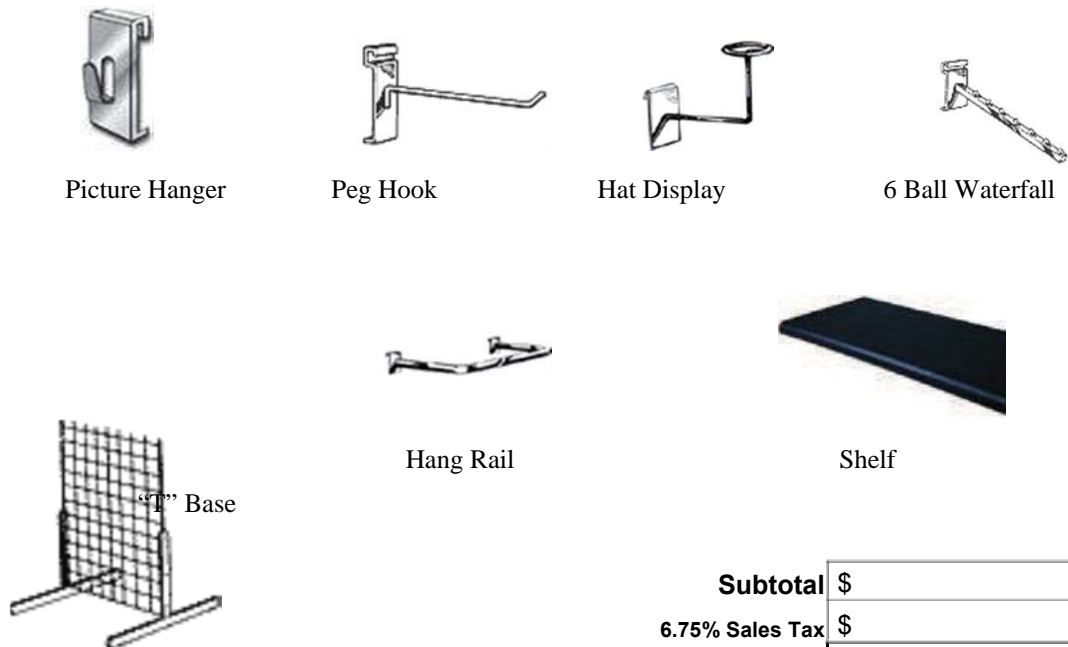 Picture Hanger Peg Hook Hat Display 6 Ball Waterfall
Hang Rail Shelf
“T” Base
Subtotal $
6.75% Sales Tax $